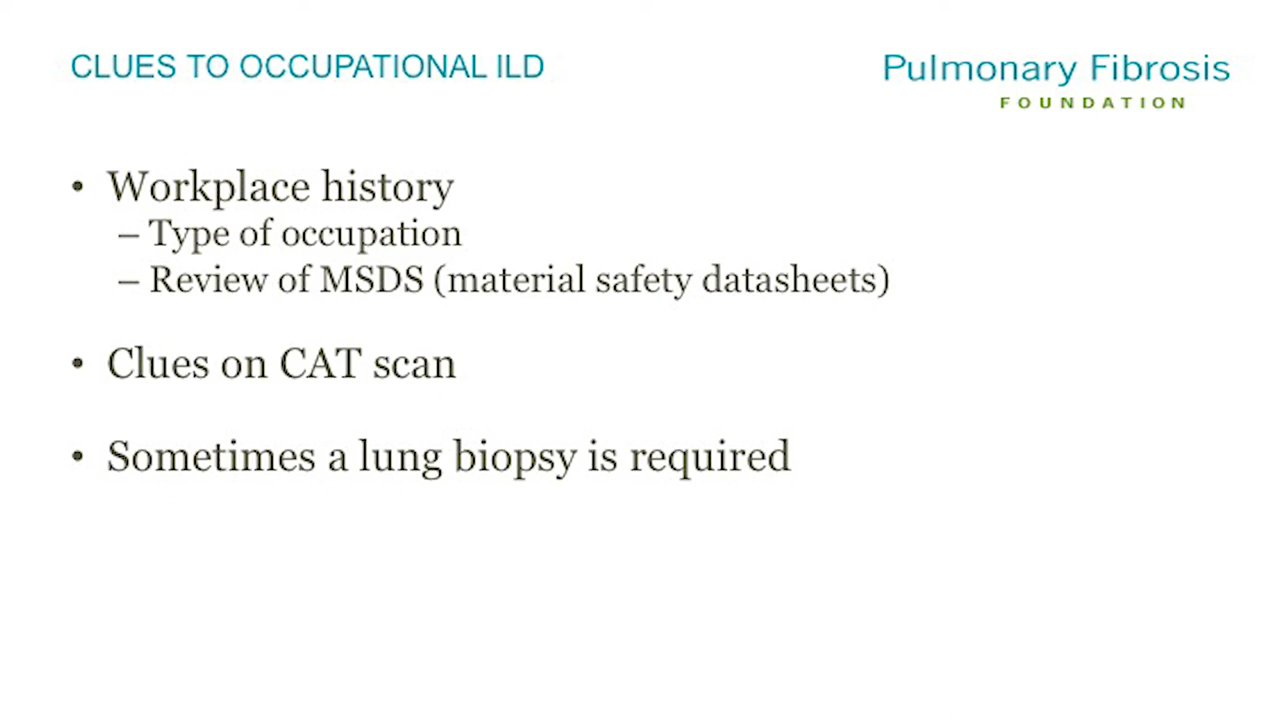 CLUES TO OCCUPATIONAL ILD
Pulmonary Fibrosis
FOUNDATION
• Workplace history
– Type of occupation
– Review of MSDS (material safety datasheets)
• Clues on CAT scan
• Sometimes a lung biopsy is required